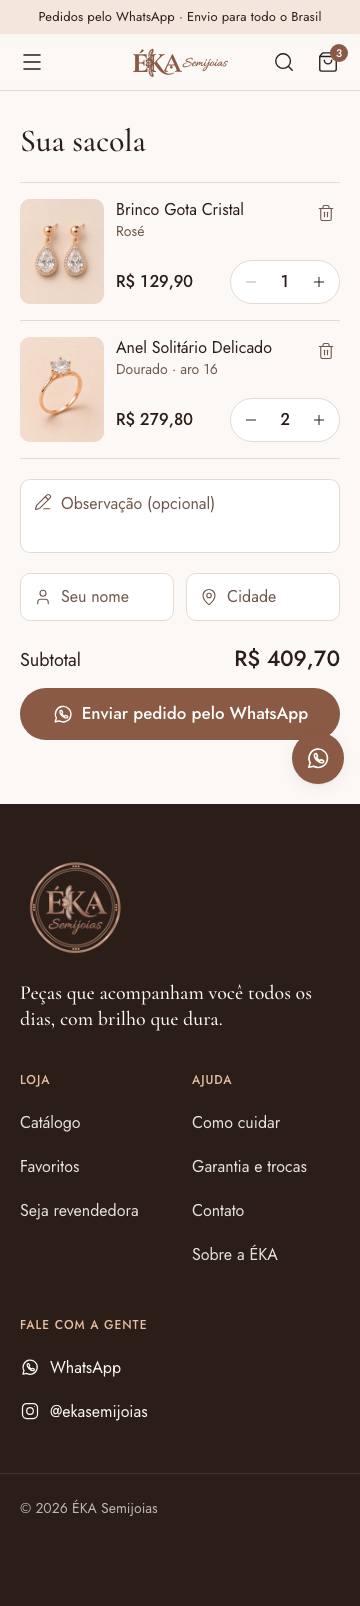 Pedidos pelo WhatsApp · Envio para todo o Brasil
ÉKA Semijoias
3
Sua sacola
Brinco Gota Cristal
Rosé
R$ 129,90
1
Anel Solitário Delicado
Dourado · aro 16
R$ 279,80
2
Observação (opcional)
Seu nome
Cidade
Subtotal
R$ 409,70
Enviar pedido pelo WhatsApp
ÉKA
Semijoias
Peças que acompanham você todos os
dias, com brilho que dura.
LOJA
AJUDA
Catálogo
Como cuidar
Favoritos
Garantia e trocas
Seja revendedora
Contato
Sobre a ÉKA
FALE COM A GENTE
WhatsApp
@ekasemijoias
© 2026 ÉKA Semijoias